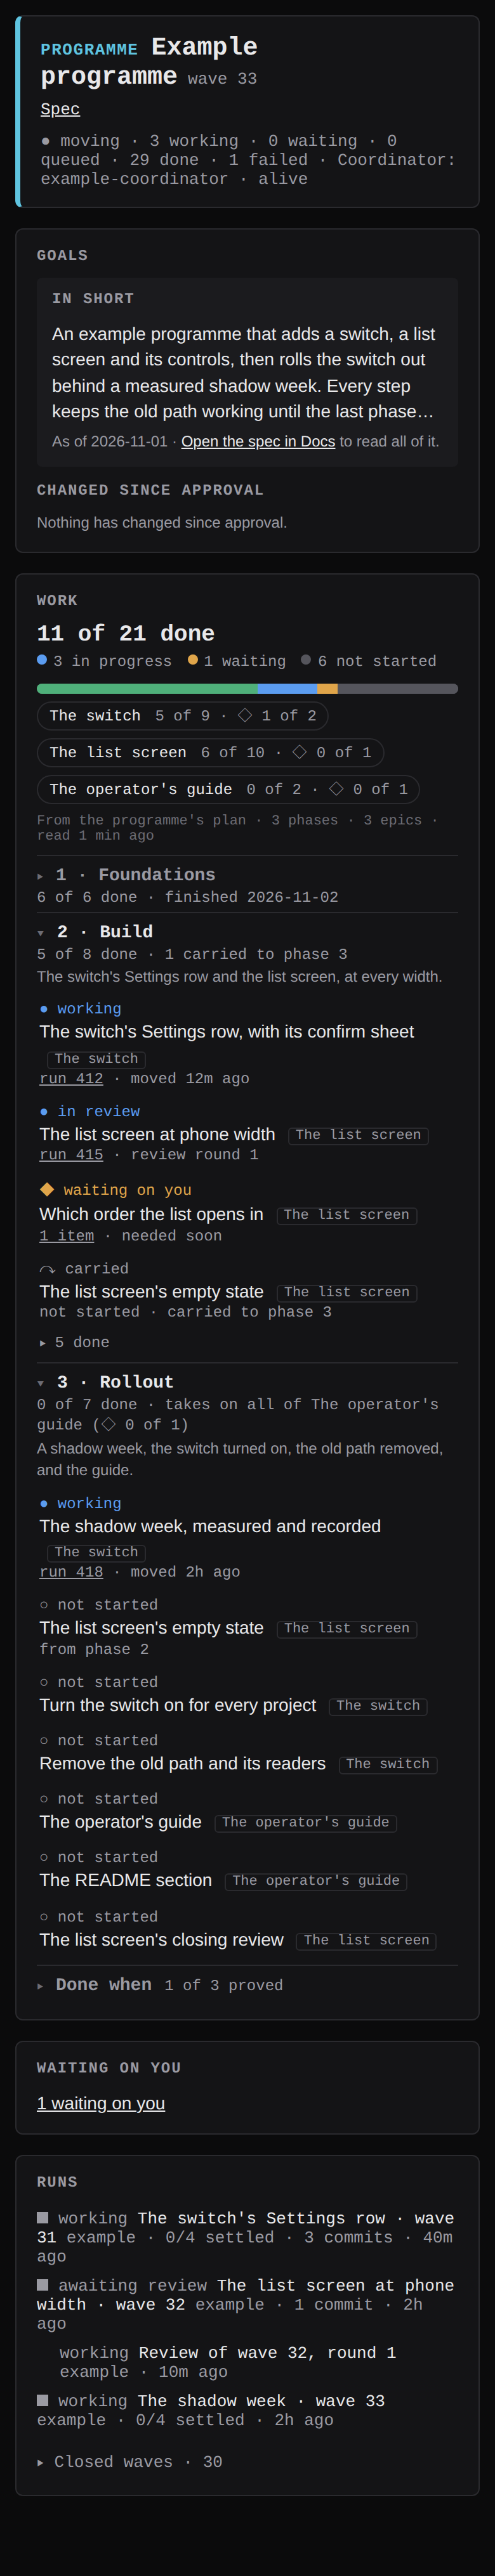 PROGRAMME Example
programme wave 33
Spec
● moving · 3 working · 0 waiting · 0
queued · 29 done · 1 failed · Coordinator:
example-coordinator · alive
GOALS
IN SHORT
An example programme that adds a switch, a list
screen and its controls, then rolls the switch out
behind a measured shadow week. Every step
keeps the old path working until the last phase…
As of 2026-11-01 · Open the spec in Docs to read all of it.
CHANGED SINCE APPROVAL
Nothing has changed since approval.
WORK
11 of 21 done
3 in progress 1 waiting 6 not started
The switch 5 of 9 · ◇ 1 of 2
The list screen 6 of 10 · ◇ 0 of 1
The operator's guide 0 of 2 · ◇ 0 of 1
From the programme's plan · 3 phases · 3 epics ·
read 1 min ago
▸ 1 · Foundations
6 of 6 done · finished 2026-11-02
▾ 2 · Build
5 of 8 done · 1 carried to phase 3
The switch's Settings row and the list screen, at every width.
● working
The switch's Settings row, with its confirm sheet
The switch
run 412 · moved 12m ago
● in review
The list screen at phone width The list screen
run 415 · review round 1
◆ waiting on you
Which order the list opens in The list screen
1 item · needed soon
↷ carried
The list screen's empty state The list screen
not started · carried to phase 3
▸ 5 done
▾ 3 · Rollout
0 of 7 done · takes on all of The operator's
guide (◇ 0 of 1)
A shadow week, the switch turned on, the old path removed,
and the guide.
● working
The shadow week, measured and recorded
The switch
run 418 · moved 2h ago
○ not started
The list screen's empty state The list screen
from phase 2
○ not started
Turn the switch on for every project The switch
○ not started
Remove the old path and its readers The switch
○ not started
The operator's guide The operator's guide
○ not started
The README section The operator's guide
○ not started
The list screen's closing review The list screen
▸ Done when 1 of 3 proved
WAITING ON YOU
1 waiting on you
RUNS
working The switch's Settings row · wave
31 example · 0/4 settled · 3 commits · 40m
ago
awaiting review The list screen at phone
width · wave 32 example · 1 commit · 2h
ago
working Review of wave 32, round 1
example · 10m ago
working The shadow week · wave 33
example · 0/4 settled · 2h ago
▸ Closed waves · 30